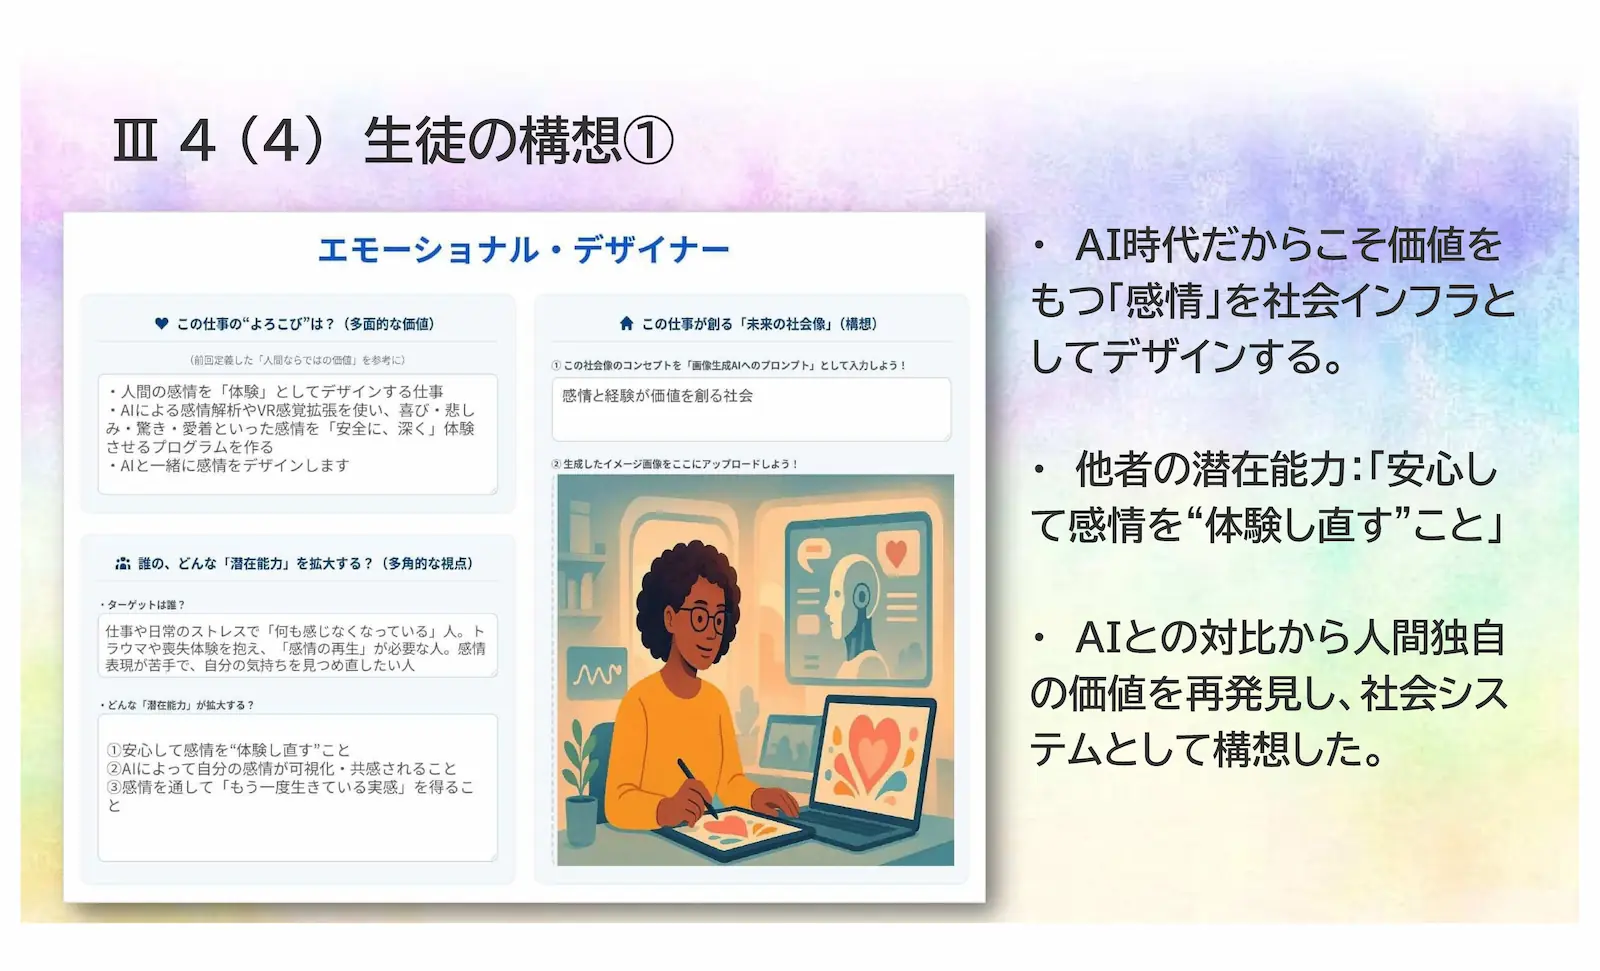 Ⅲ 4（4） 生徒の構想①
エモーショナル・デザイナー
この仕事の“よろこび”は？（多面的な価値）
（前回定義した「人間ならではの価値」を参考に）
・人間の感情を「体験」としてデザインする仕事
・AIによる感情解析やVR感覚拡張を使い、喜び・悲し
み・驚き・愛着といった感情を「安全に、深く」体験
させるプログラムを作る
・AIと一緒に感情をデザインします
誰の、どんな「潜在能力」を拡大する？（多角的な視点）
・ターゲットは誰？
仕事や日常のストレスで「何も感じなくなっている」人。ト
ラウマや喪失体験を抱え、「感情の再生」が必要な人。感情
表現が苦手で、自分の気持ちを見つめ直したい人
・どんな「潜在能力」が拡大する？
①安心して感情を“体験し直す”こと
②AIによって自分の感情が可視化・共感されること
③感情を通して「もう一度生きている実感」を得るこ
と
この仕事が創る「未来の社会像」（構想）
①この社会像のコンセプトを「画像生成AIへのプロンプト」として入力しよう！
感情と経験が価値を創る社会
②生成したイメージ画像をここにアップロードしよう！
・ AI時代だからこそ価値を
もつ「感情」を社会インフラと
してデザインする。
・ 他者の潜在能力：「安心し
て感情を“体験し直す”こと」
・ AIとの対比から人間独自
の価値を再発見し、社会シス
テムとして構想した。